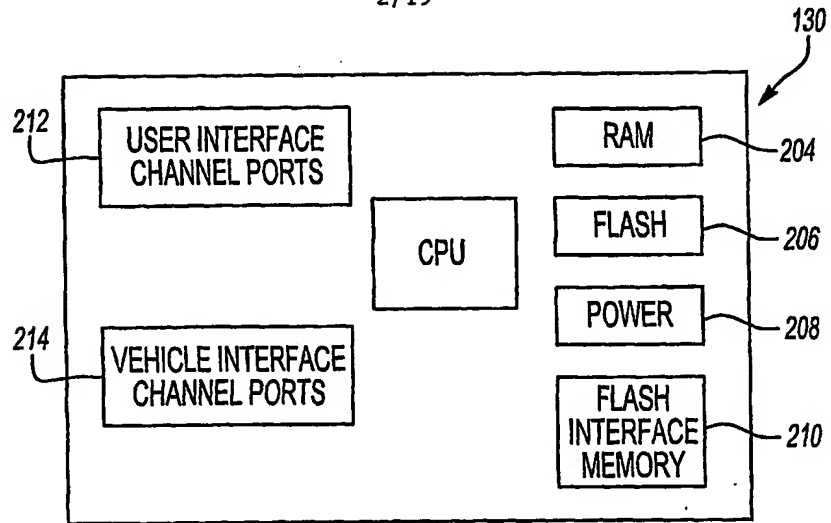 2/19
130
212
USER INTERFACE
CHANNEL PORTS
RAM
204
CPU
FLASH
206
POWER
208
214
VEHICLE INTERFACE
CHANNEL PORTS
FLASH
INTERFACE
MEMORY
210